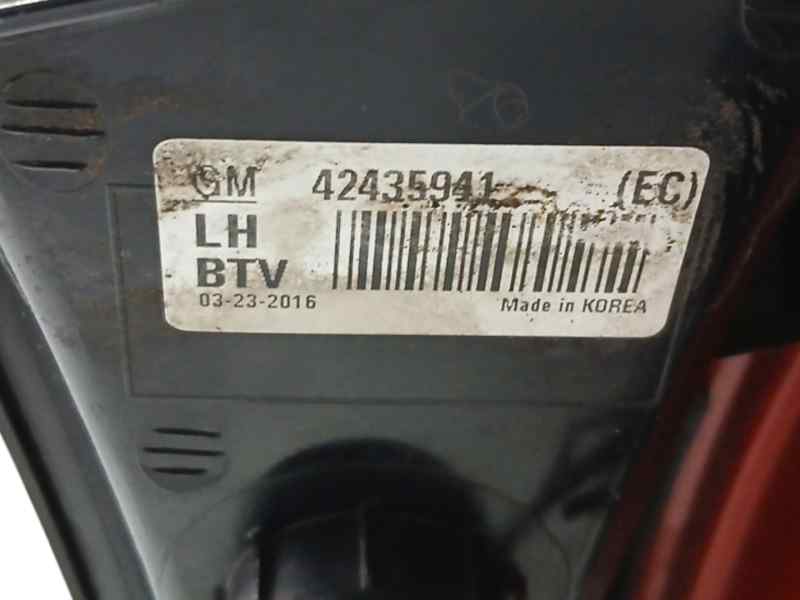 GM 42435941 (EC)
LH
BTV
03-23-2016 Made in KOREA